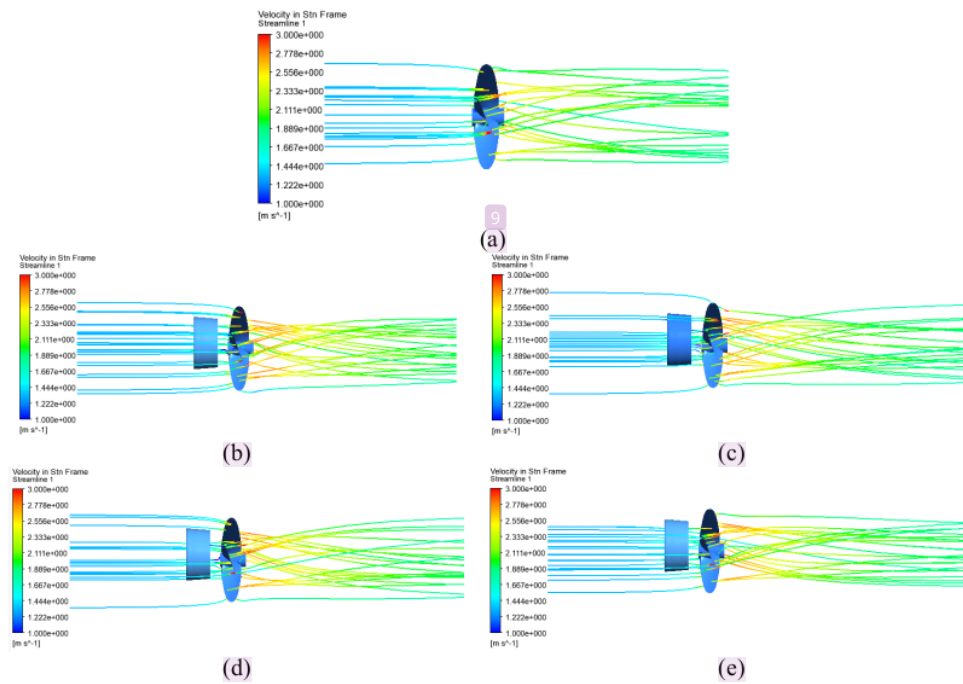 Velocity in Stn Frame
Streamline 1
3.000e+000
2.778e+000
2.556e+000
2.333e+000
2.111e+000
1.889e+000
1.667e+000
1.444e+000
1.222e+000
1.000e+000
[m s^-1]
9
(a)
Velocity in Stn Frame
Streamline 1
3.000e+000
2.778e+000
2.556e+000
2.333e+000
2.111e+000
1.889e+000
1.667e+000
1.444e+000
1.222e+000
1.000e+000
[m s^-1]
(b)
Velocity in Stn Frame
Streamline 1
3.000e+000
2.778e+000
2.556e+000
2.333e+000
2.111e+000
1.889e+000
1.667e+000
1.444e+000
1.222e+000
1.000e+000
[m s^-1]
(c)
Velocity in Stn Frame
Streamline 1
3.000e+000
2.778e+000
2.556e+000
2.333e+000
2.111e+000
1.889e+000
1.667e+000
1.444e+000
1.222e+000
1.000e+000
[m s^-1]
(d)
Velocity in Stn Frame
Streamline 1
3.000e+000
2.778e+000
2.556e+000
2.333e+000
2.111e+000
1.889e+000
1.667e+000
1.444e+000
1.222e+000
1.000e+000
[m s^-1]
(e)